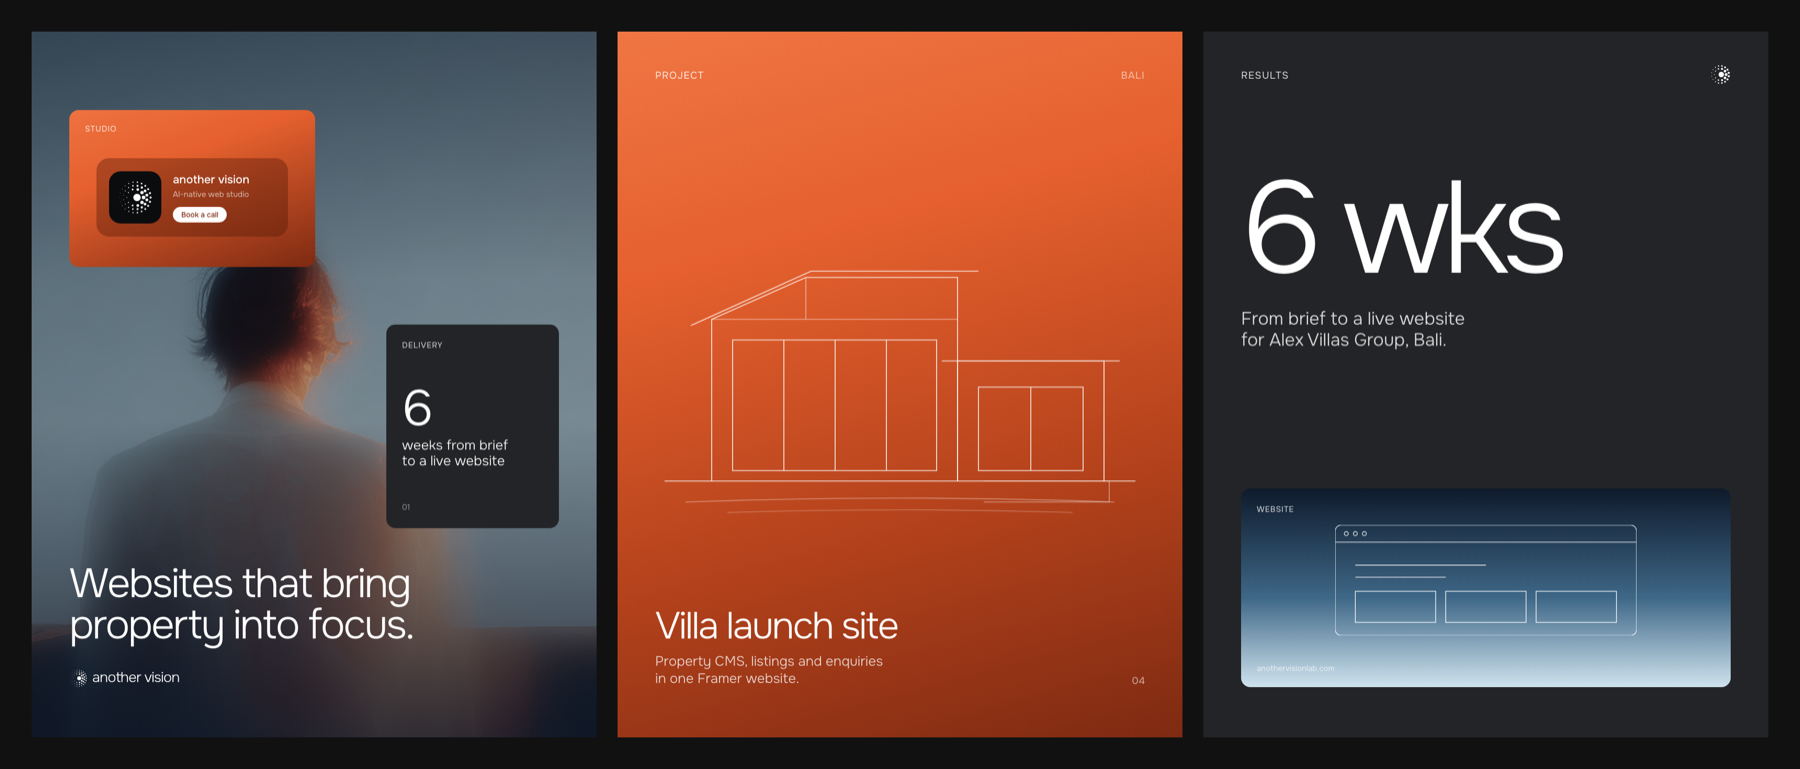 STUDIO
another vision
AI-native web studio
Book a call
DELIVERY
6
weeks from brief
to a live website
01
Websites that bring
property into focus.
another vision
PROJECT
BALI
Villa launch site
Property CMS, listings and enquiries
in one Framer website.
04
RESULTS
6 wks
From brief to a live website
for Alex Villas Group, Bali.
WEBSITE
anothervisionlab.com